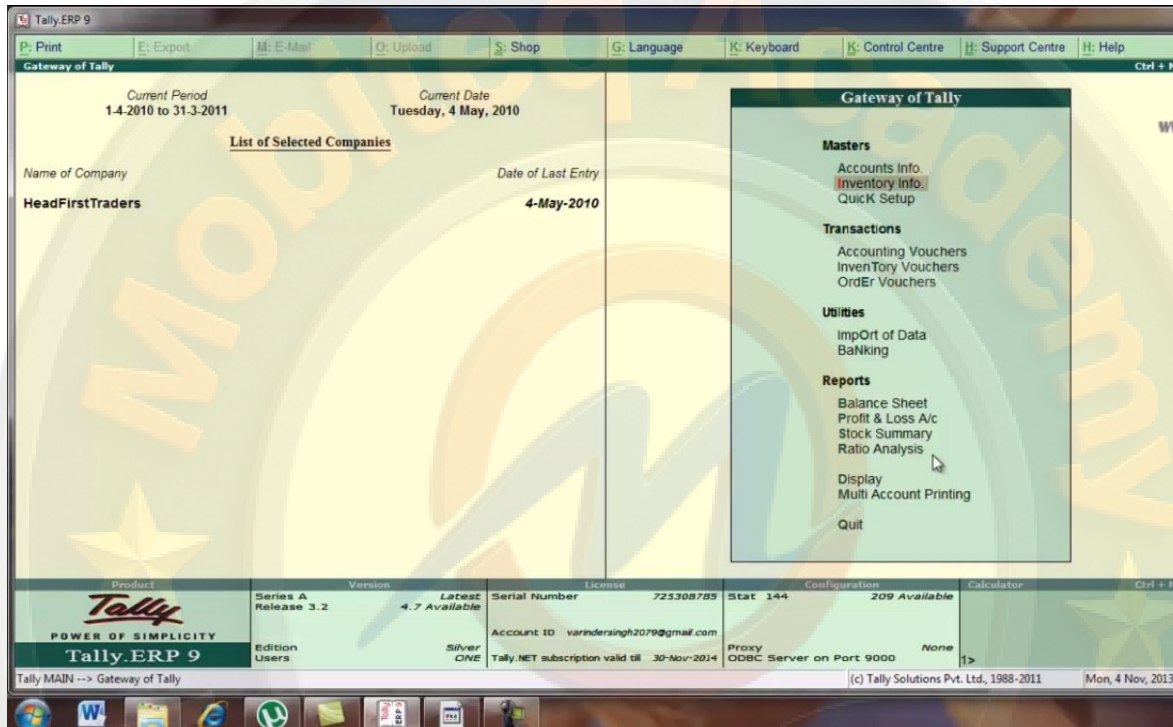 Tally.ERP 9
P: Print E: Export M: E-Mail O: Upload S: Shop G: Language K: Keyboard K: Control Centre H: Support Centre H: Help
Gateway of Tally Ctrl +
Current Period
1-4-2010 to 31-3-2011
Current Date
Tuesday, 4 May, 2010
List of Selected Companies
Name of Company Date of Last Entry
HeadFirstTraders 4-May-2010
Gateway of Tally
Masters
Accounts Info.
Inventory Info.
QuicK Setup
Transactions
Accounting Vouchers
InvenTory Vouchers
OrdEr Vouchers
Utilities
ImpOrt of Data
BaNking
Reports
Balance Sheet
Profit & Loss A/c
Stock Summary
Ratio Analysis
Display
Multi Account Printing
Quit
Mobited Academy
Product Version License Configuration Calculator Ctrl +
Tally
POWER OF SIMPLICITY
Tally.ERP 9
Series A Latest
Release 3.2 4.7 Available
Edition Silver
Users ONE
Serial Number 725308785
Account ID varindersingh2079@gmail.com
Tally.NET subscription valid till 30-Nov-2014
Stat 144 209 Available
Proxy None
ODBC Server on Port 9000
1>
Tally MAIN --> Gateway of Tally (c) Tally Solutions Pvt. Ltd., 1988-2011 Mon, 4 Nov, 2013